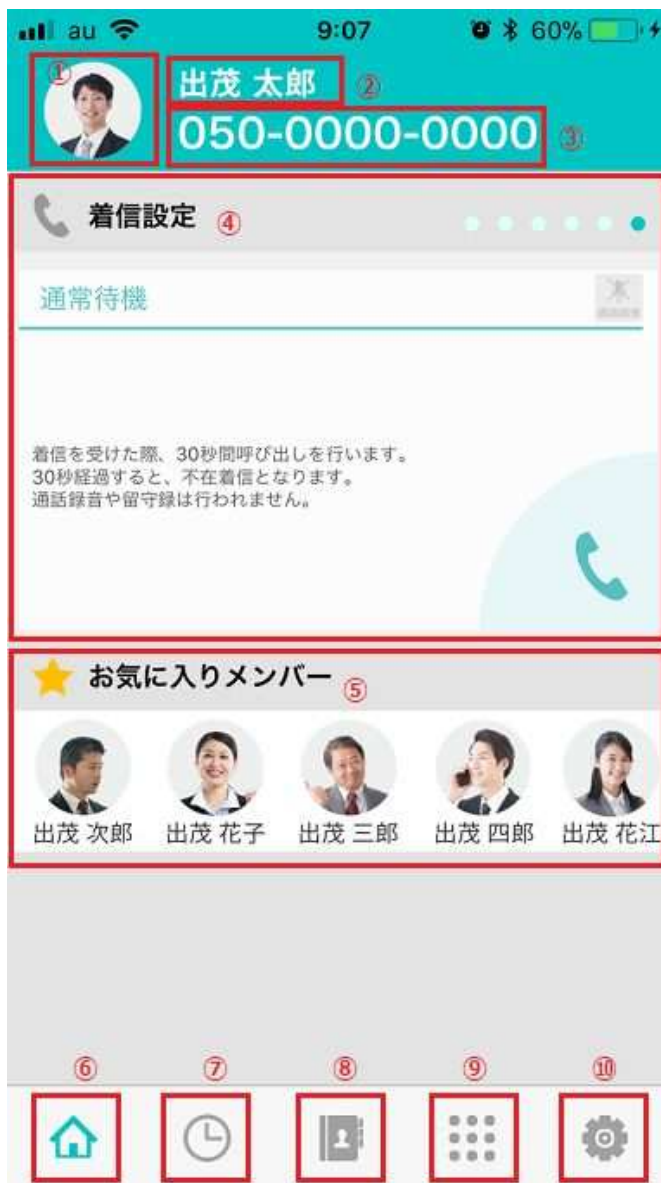 au 9:07 60%
①
出茂 太郎 ②
050-0000-0000 ③
着信設定 ④
通常待機
着信を受けた際、30秒間呼び出しを行います。
30秒経過すると、不在着信となります。
通話録音や留守録は行われません。
お気に入りメンバー ⑤
出茂 次郎 出茂 花子 出茂 三郎 出茂 四郎 出茂 花江
⑥ ⑦ ⑧ ⑨ ⑩